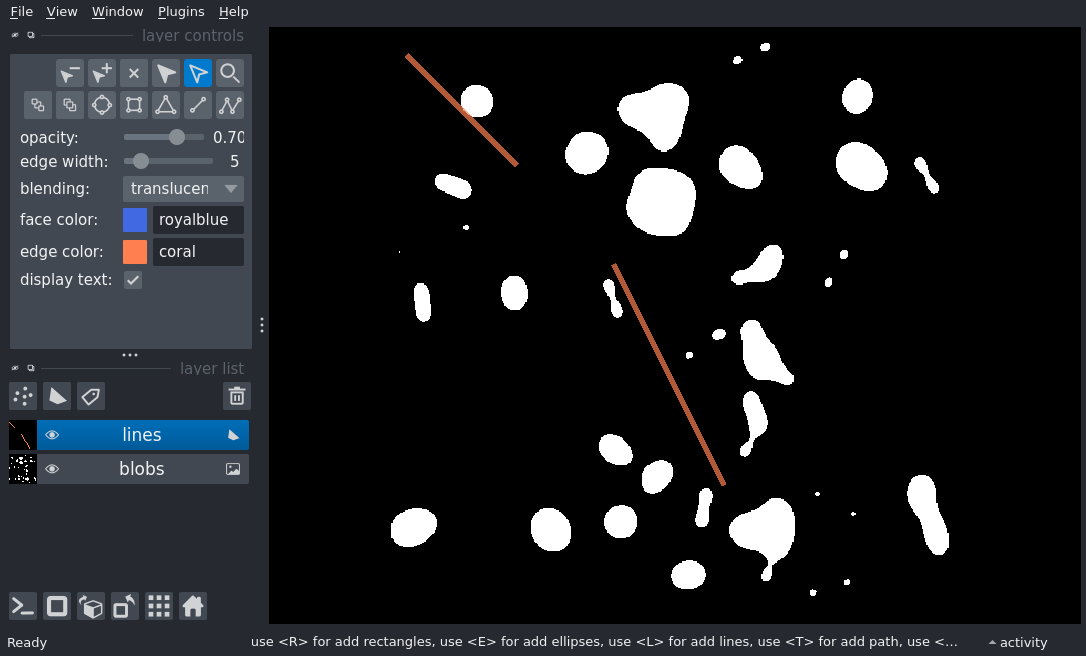 File View Window Plugins Help
layer controls
opacity: 0.70
edge width: 5
blending: translucen
face color: royalblue
edge color: coral
display text:
layer list
lines
blobs
Ready use <R> for add rectangles, use <E> for add ellipses, use <L> for add lines, use <T> for add path, use <... activity